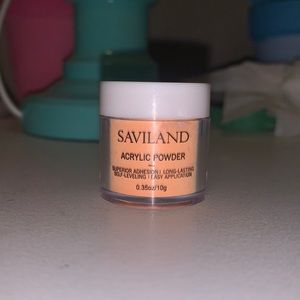 SAVILAND
ACRYLIC POWDER
SUPERIOR ADHESION / LONG-LASTING
SELF-LEVELING / EASY APPLICATION
0.35oz/10g